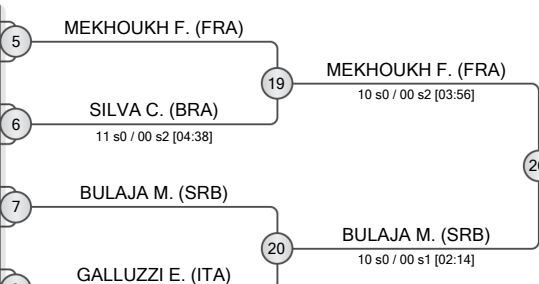 MEKHOUKH F. (FRA)
5
19
MEKHOUKH F. (FRA)
10 s0 / 00 s2 [03:56]
SILVA C. (BRA)
6
11 s0 / 00 s2 [04:38]
BULAJA M. (SRB)
7
20
BULAJA M. (SRB)
10 s0 / 00 s1 [02:14]
GALLUZZI E. (ITA)